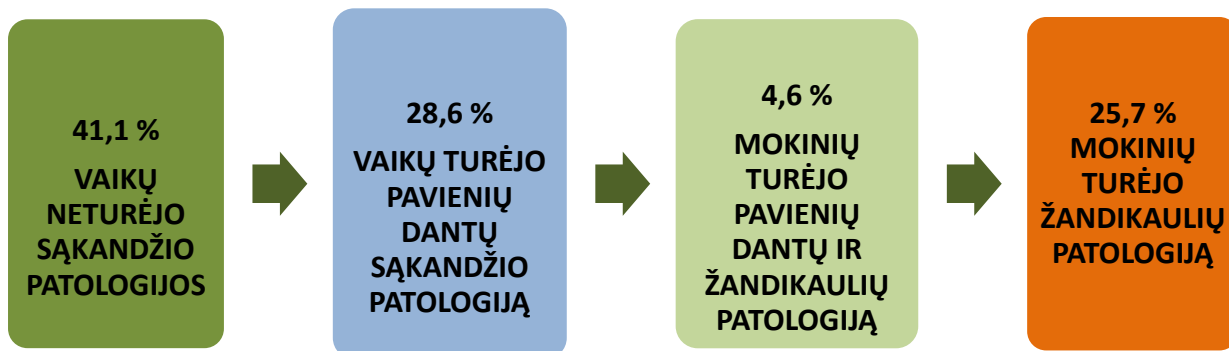 41,1 %
VAIKŲ
NETURĖJO
SĄKANDŽIO
PATOLOGIJOS
28,6 %
VAIKŲ TURĖJO
PAVIENIŲ
DANTŲ
SĄKANDŽIO
PATOLOGIJĄ
4,6 %
MOKINIŲ
TURĖJO
PAVIENIŲ
DANTŲ IR
ŽANDIKAULIŲ
PATOLOGIJĄ
25,7 %
MOKINIŲ
TURĖJO
ŽANDIKAULIŲ
PATOLOGIJĄ